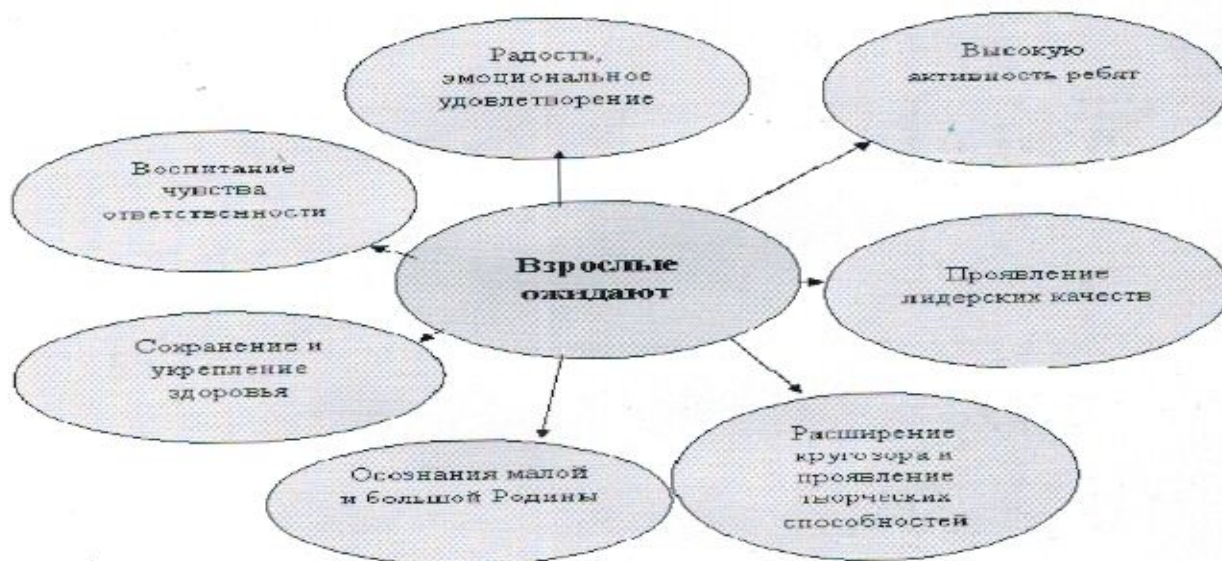 Радость,
эмоциональное
удовлетворение
Высокую
активность ребят
Воспитание
чувства
ответственности
Взрослые
ожидают
Проявление
лидерских качеств
Сохранение и
укрепление
здоровья
Осознания малой
и большой Родины
Расширение
кругозора и
проявление
творческих
способностей